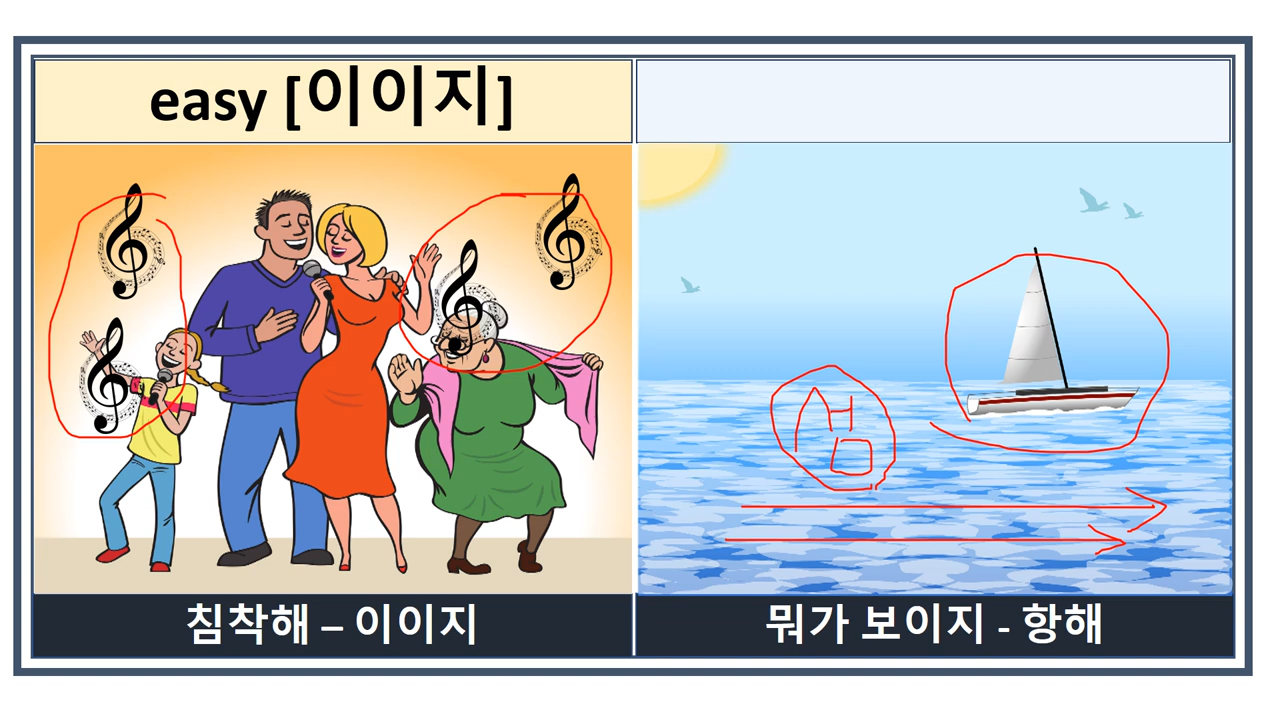 easy [이이지]
섬
침착해 – 이이지
뭐가 보이지 - 항해